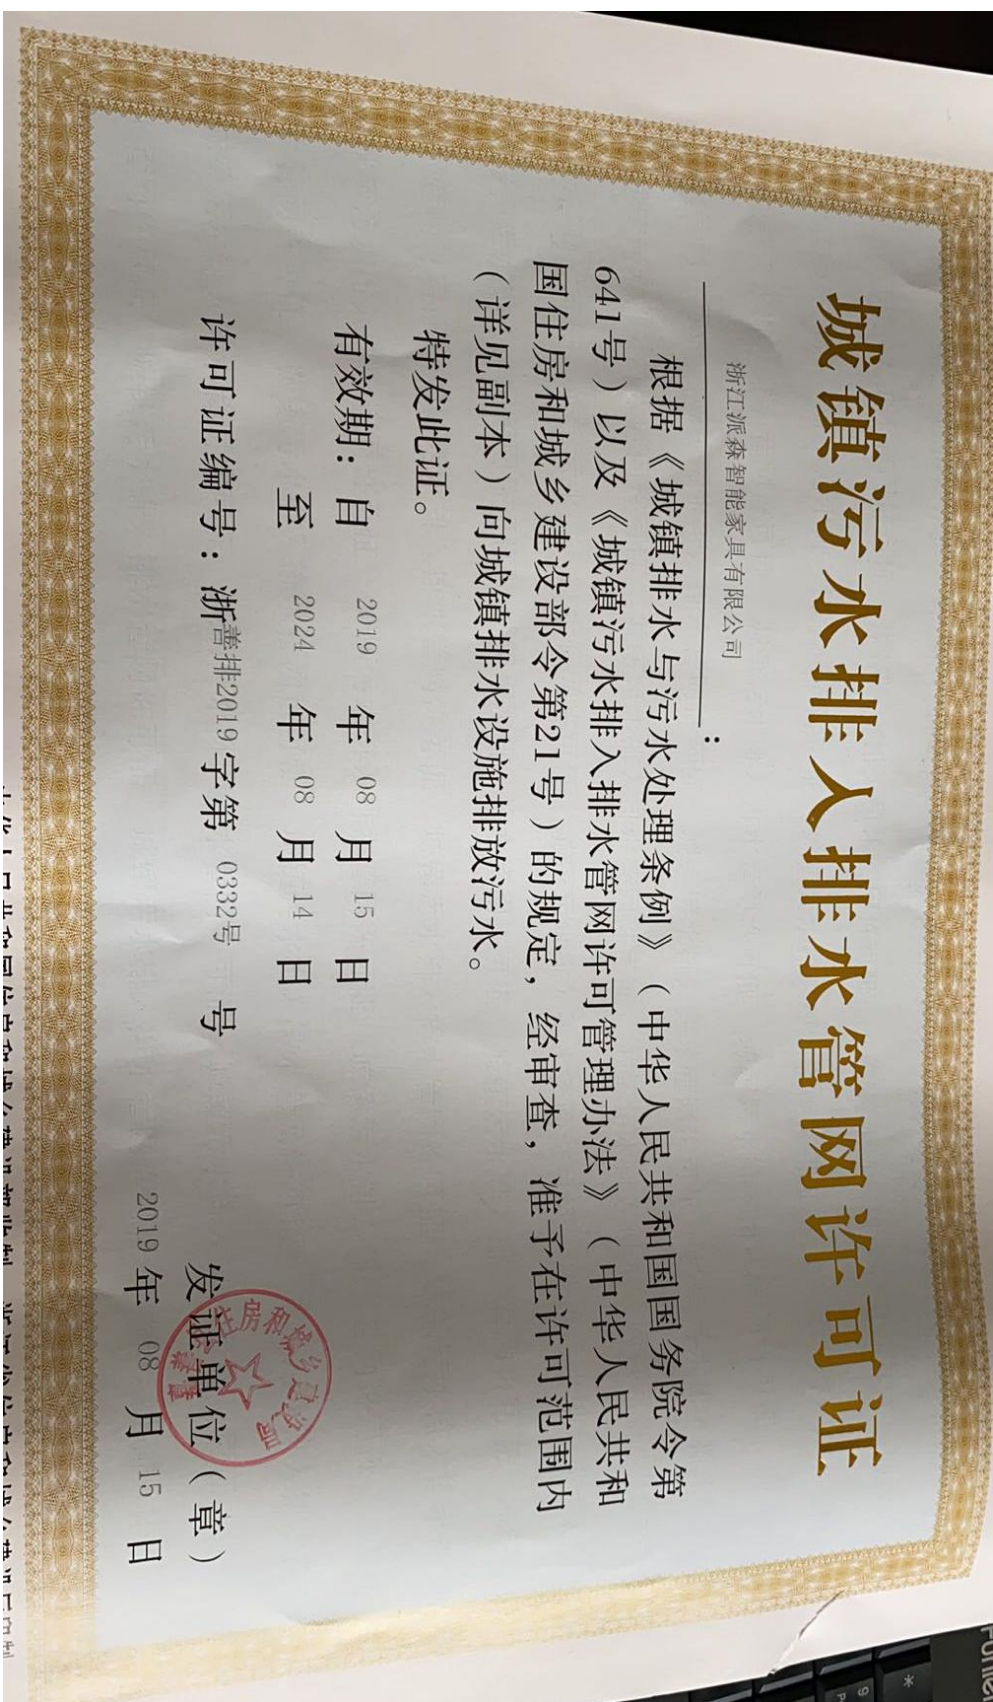 城镇污水排入排水管网许可证
浙江派森智能家具有限公司
：
根据《城镇排水与污水处理条例》（中华人民共和国国务院令第
641号）以及《城镇污水排入排水管网许可管理办法》（中华人民共和
国住房和城乡建设部令第21号）的规定，经审查，准予在许可范围内
（详见副本）向城镇排水设施排放污水。
特发此证。
有效期：自 2019 年 08 月 15 日
至 2024 年 08 月 14 日
许可证编号：浙善排2019字第 0332号 号
发证单位（章）
住房和城乡建设局
2019 年 08 月 15 日